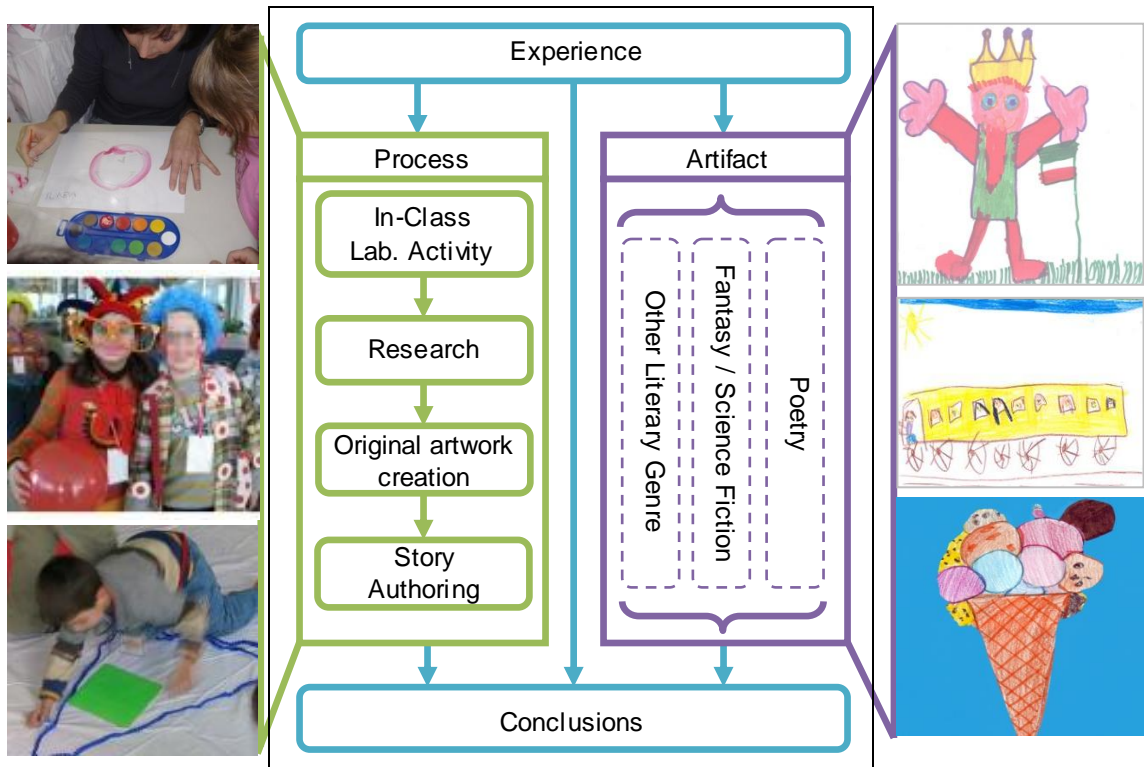 Experience
Process
In-Class
Lab. Activity
Research
Original artwork
creation
Story
Authoring
Artifact
Other Literary Genre
Fantasy / Science Fiction
Poetry
Conclusions